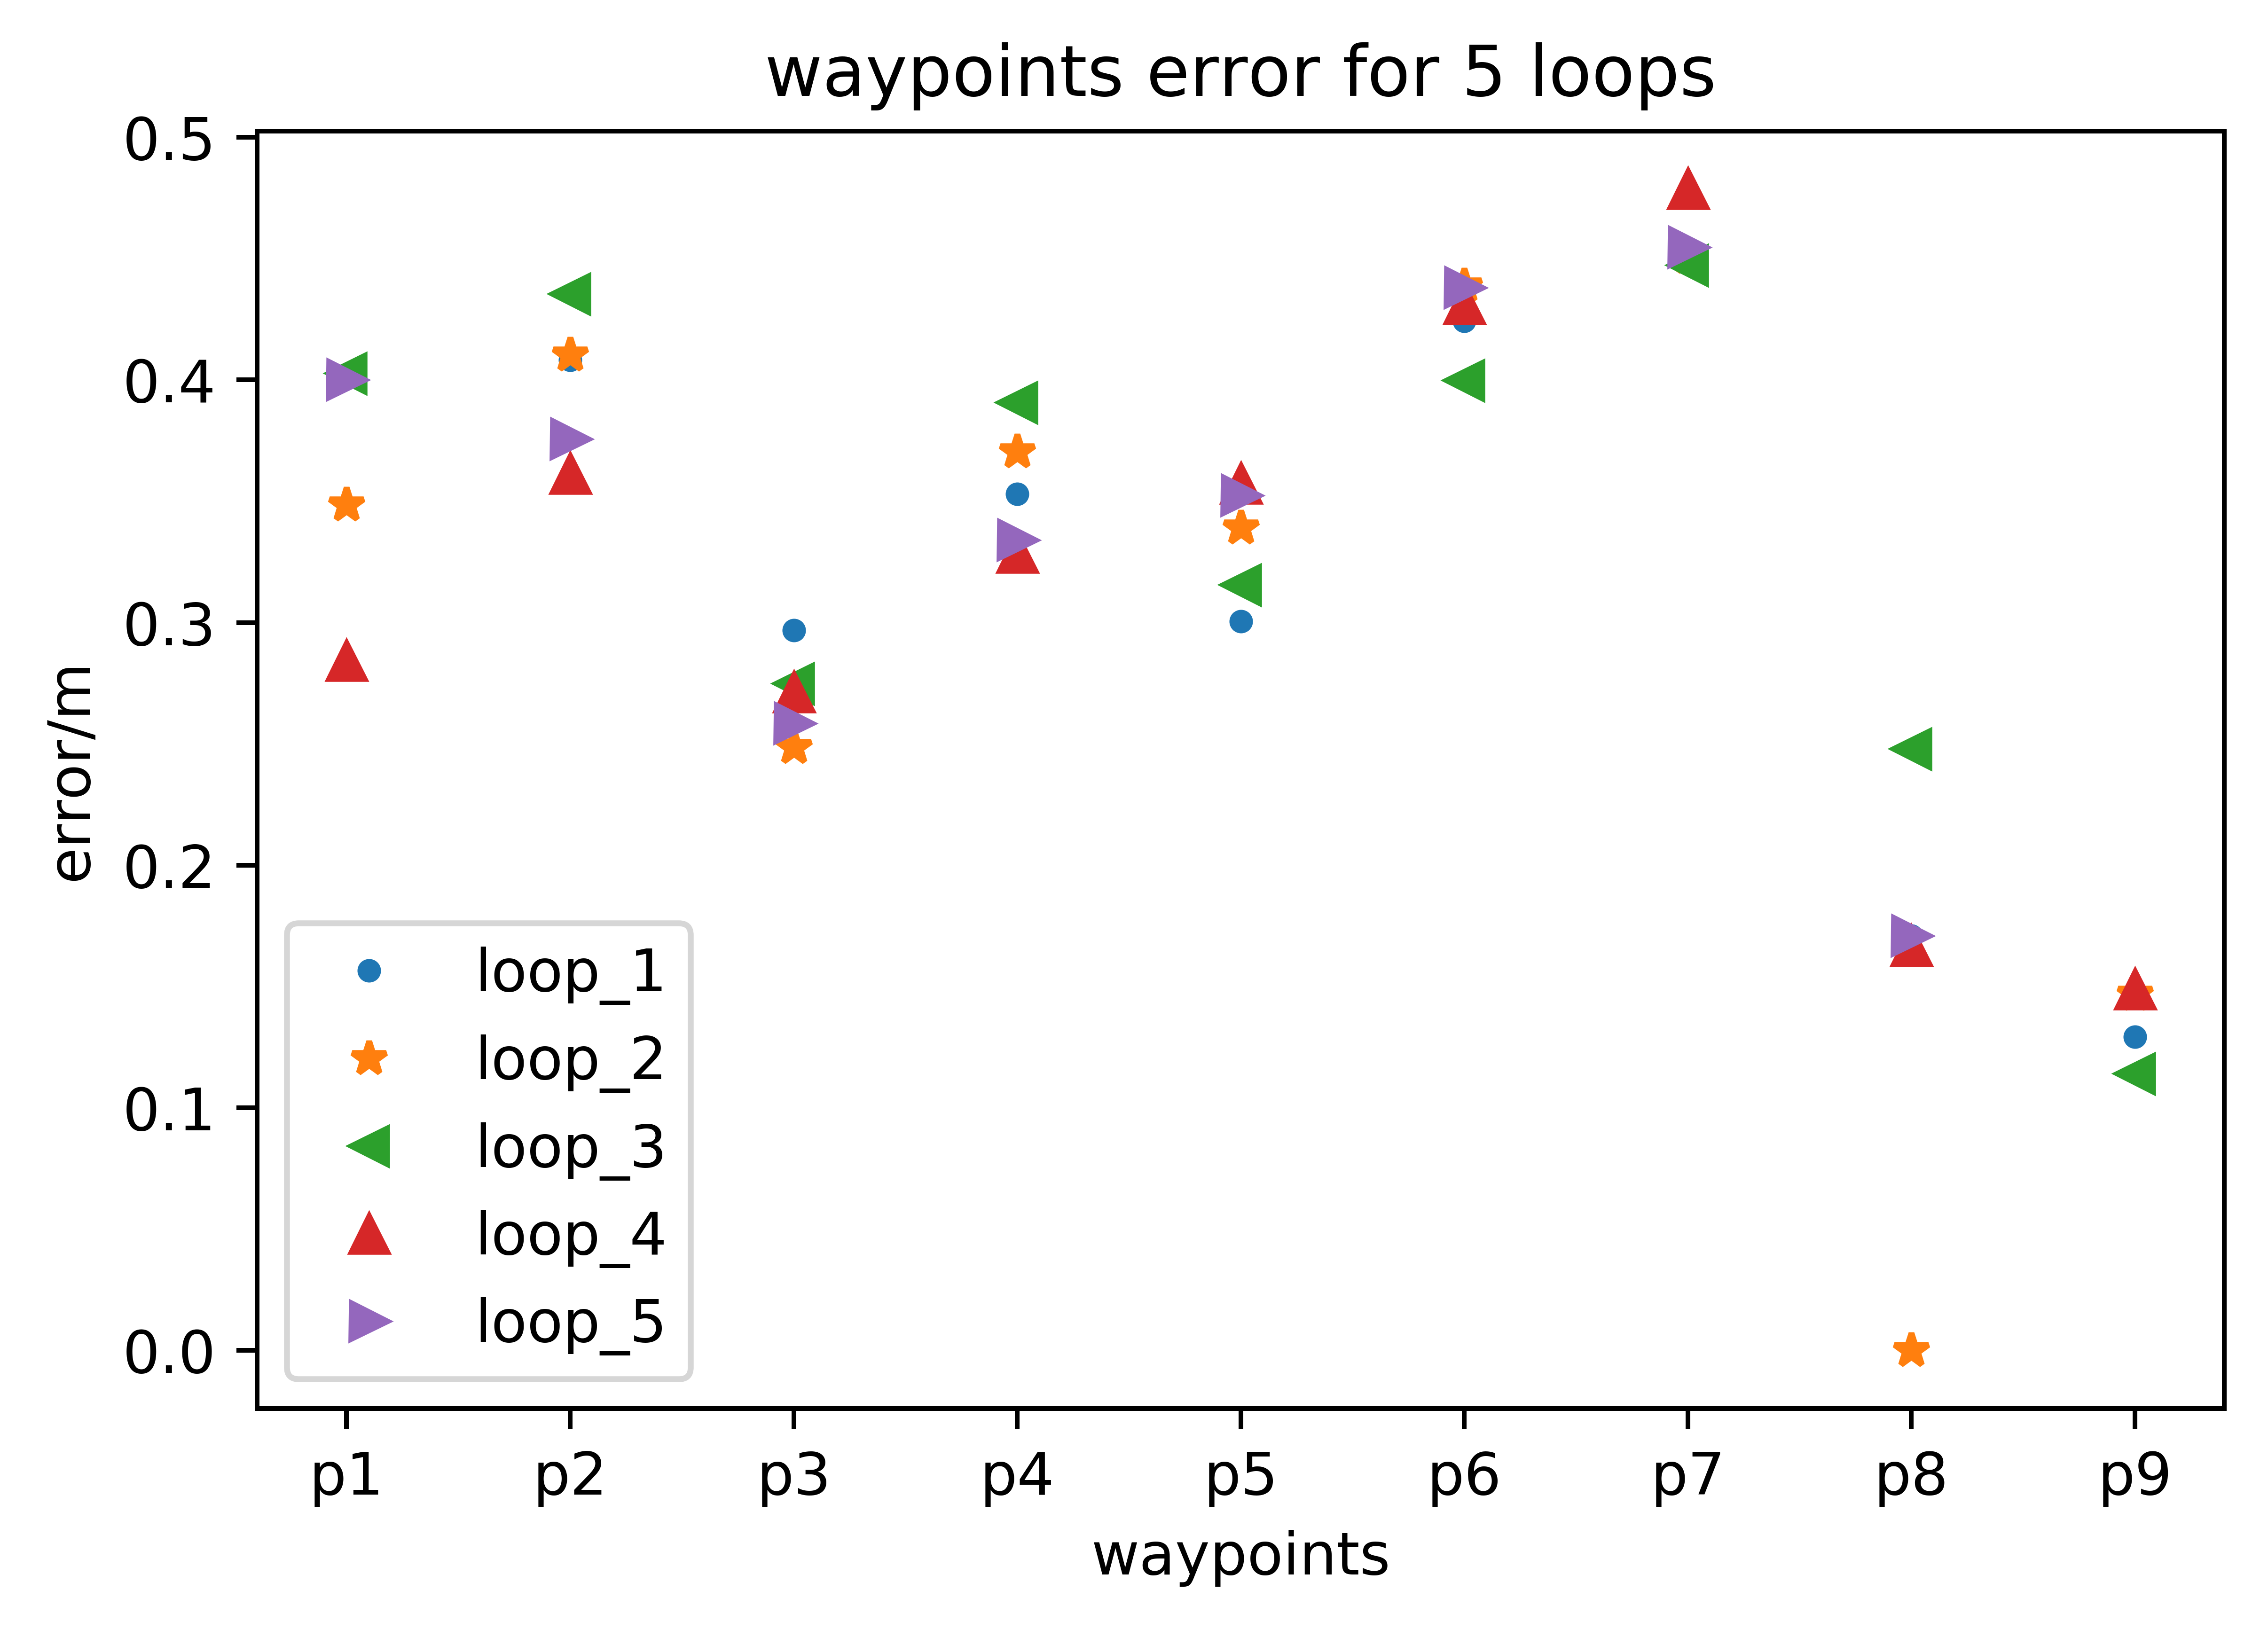 waypoints error for 5 loops
0.5
0.4
0.3
0.2
0.1
0.0
error/m
loop_1
loop_2
loop_3
loop_4
loop_5
p1 p2 p3 p4 p5 p6 p7 p8 p9
waypoints